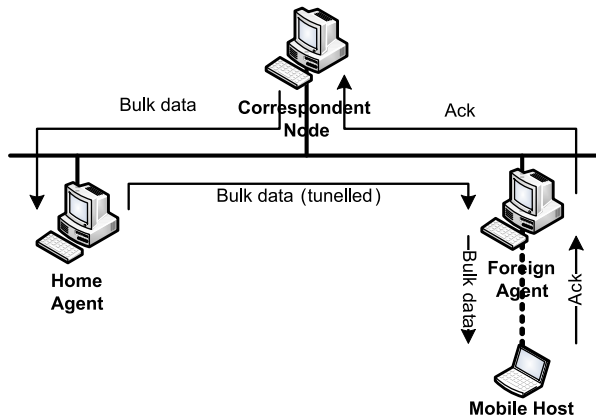 Bulk data
Correspondent
Node
Ack
Bulk data (tunelled)
Home
Agent
Bulk data
Foreign
Agent
Ack
Mobile Host